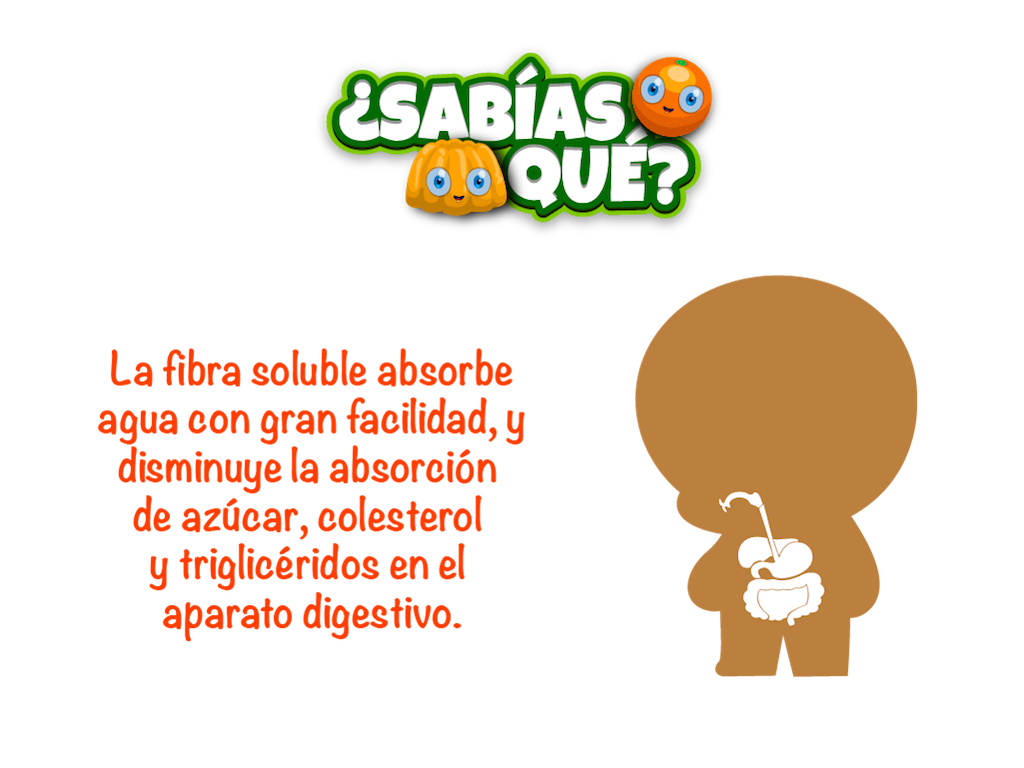 ¿SABÍAS
QUÉ?
La fibra soluble absorbe
agua con gran facilidad, y
disminuye la absorción
de azúcar, colesterol
y triglicéridos en el
aparato digestivo.